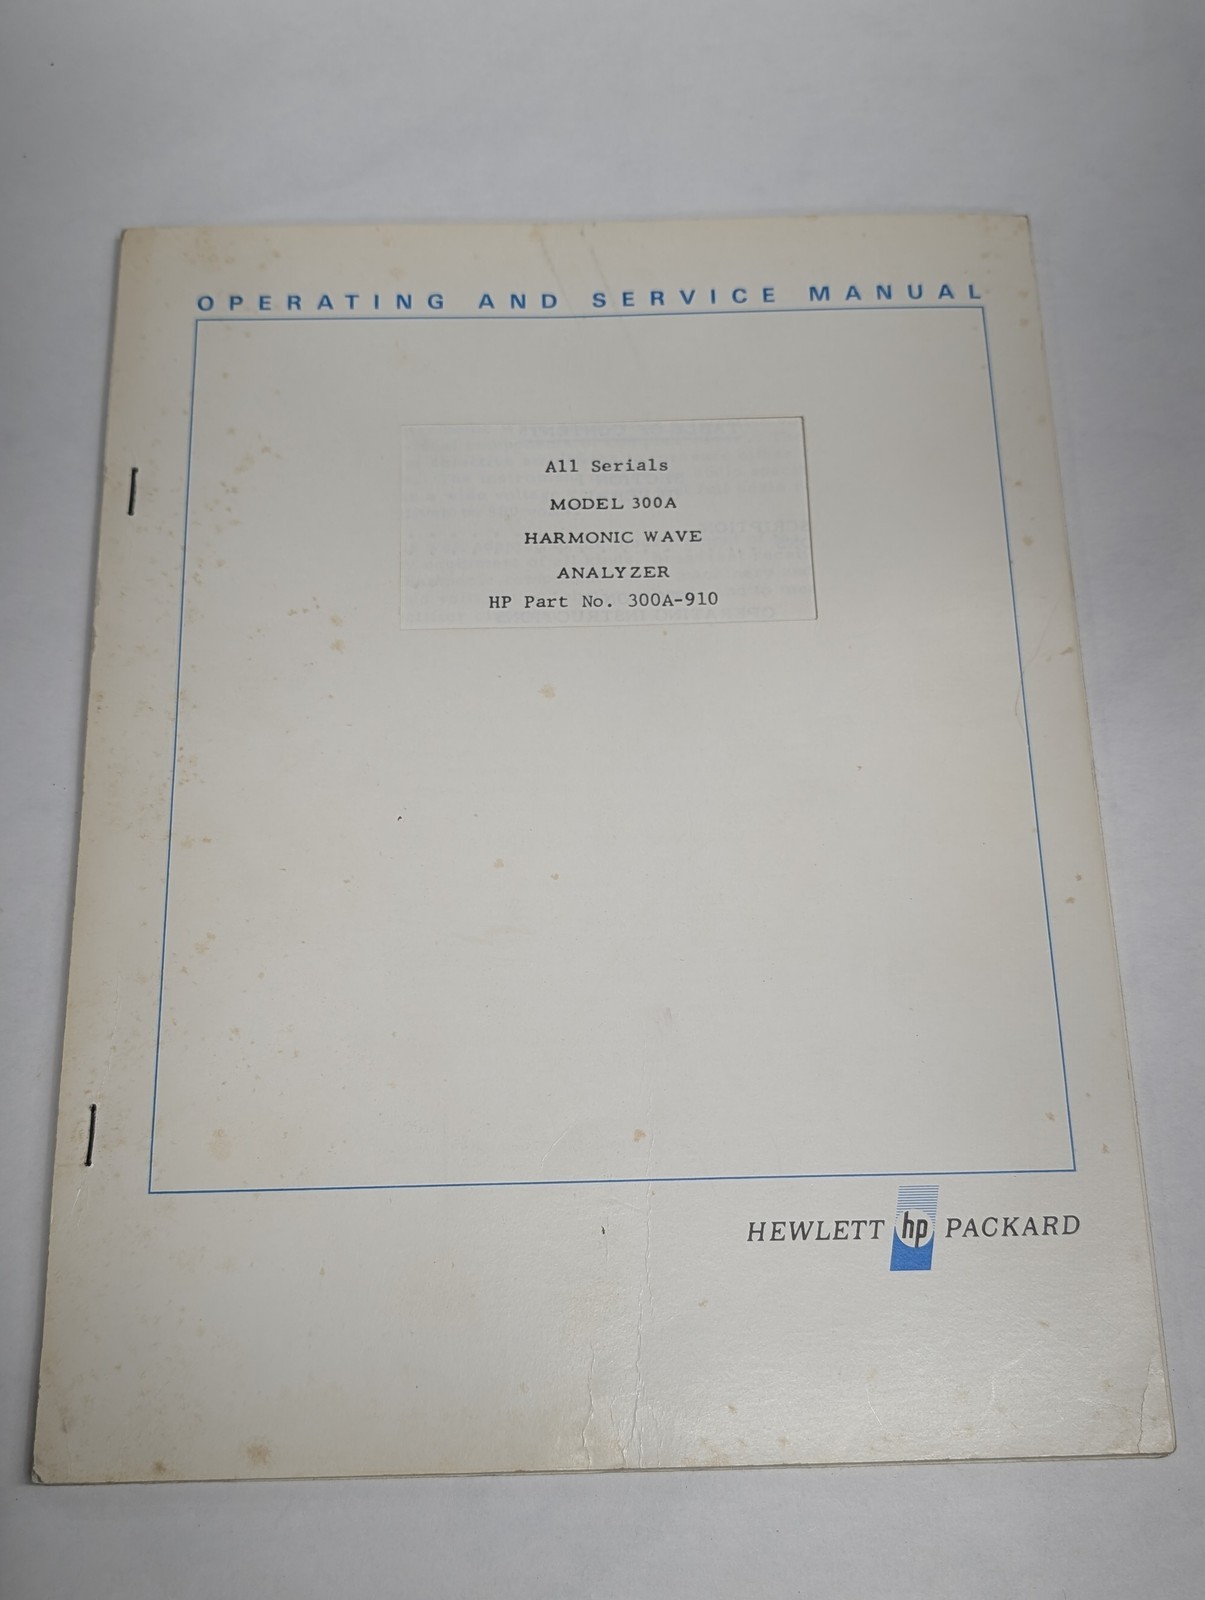 OPERATING AND SERVICE MANUAL
All Serials
MODEL 300A
HARMONIC WAVE
ANALYZER
HP Part No. 300A-910
HEWLETT hp PACKARD